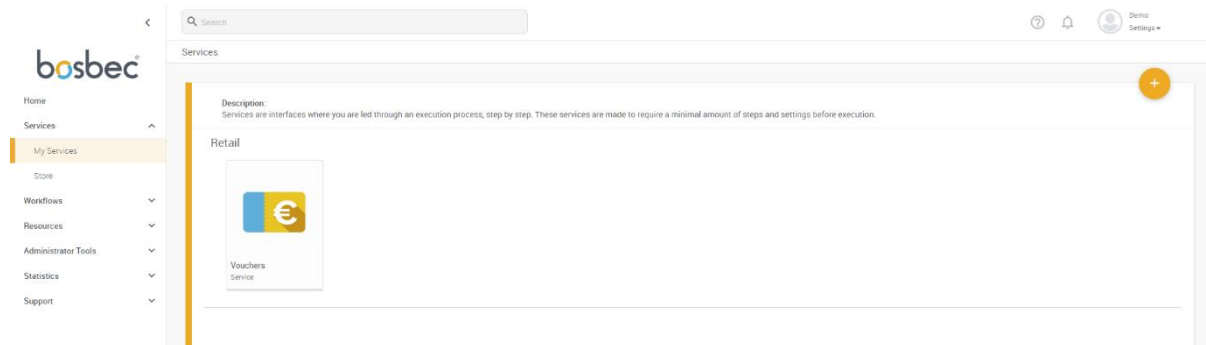 Search
Demo
Settings
Services
bosbec
Home
Services
My Services
Store
Workflows
Resources
Administrator Tools
Statistics
Support
Description:
Services are interfaces where you are led through an execution process, step by step. These services are made to require a minimal amount of steps and settings before execution.
Retail
€
Vouchers
Service